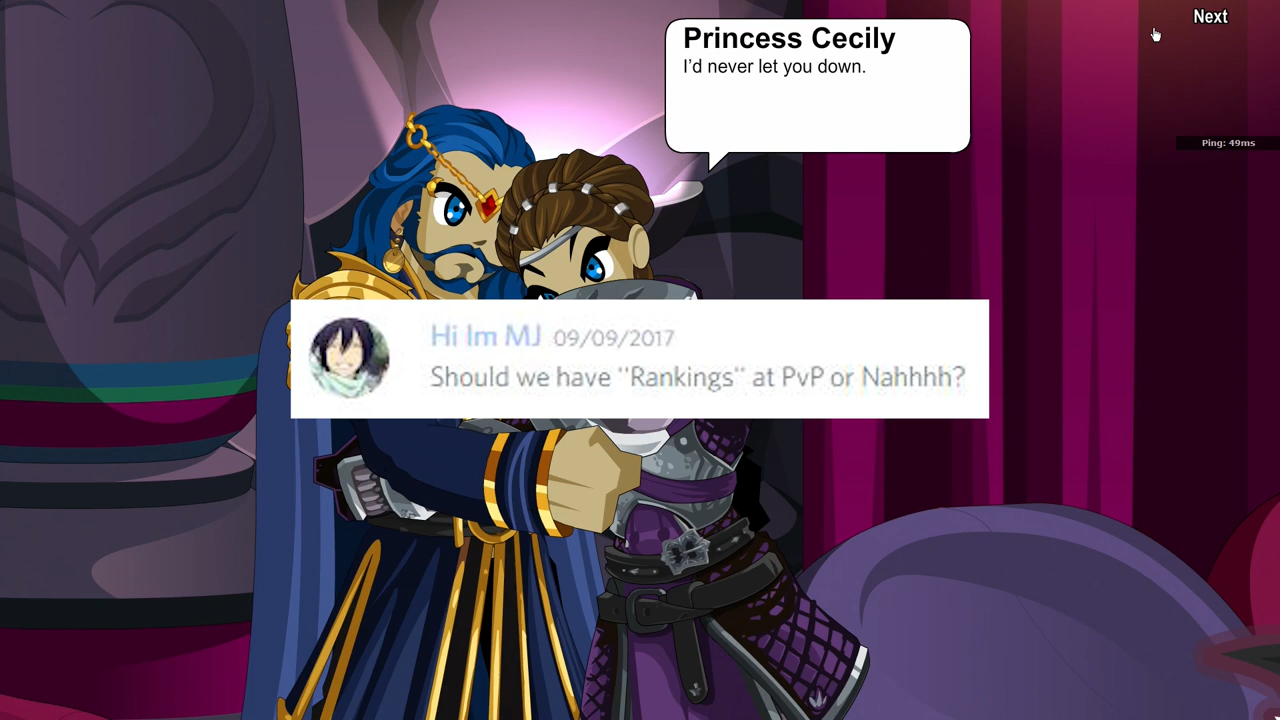 Next
Princess Cecily
I'd never let you down.
Ping: 49ms
Hi Im MJ 09/09/2017
Should we have "Rankings" at PvP or Nahhhh?